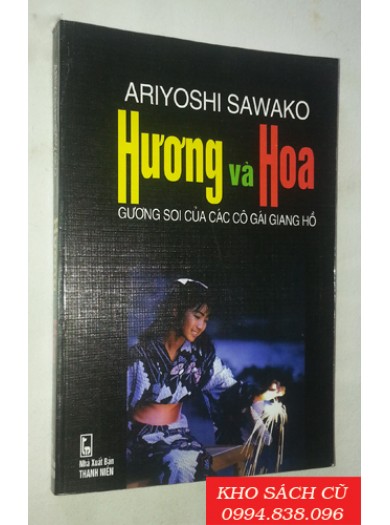 ARIYOSHI SAWAKO
Hương và Hoa
GƯƠNG SOI CỦA CÁC CÔ GÁI GIANG HỒ
Nhà Xuất Bản
THANH NIÊN
KHO SÁCH CŨ
0994.838.096